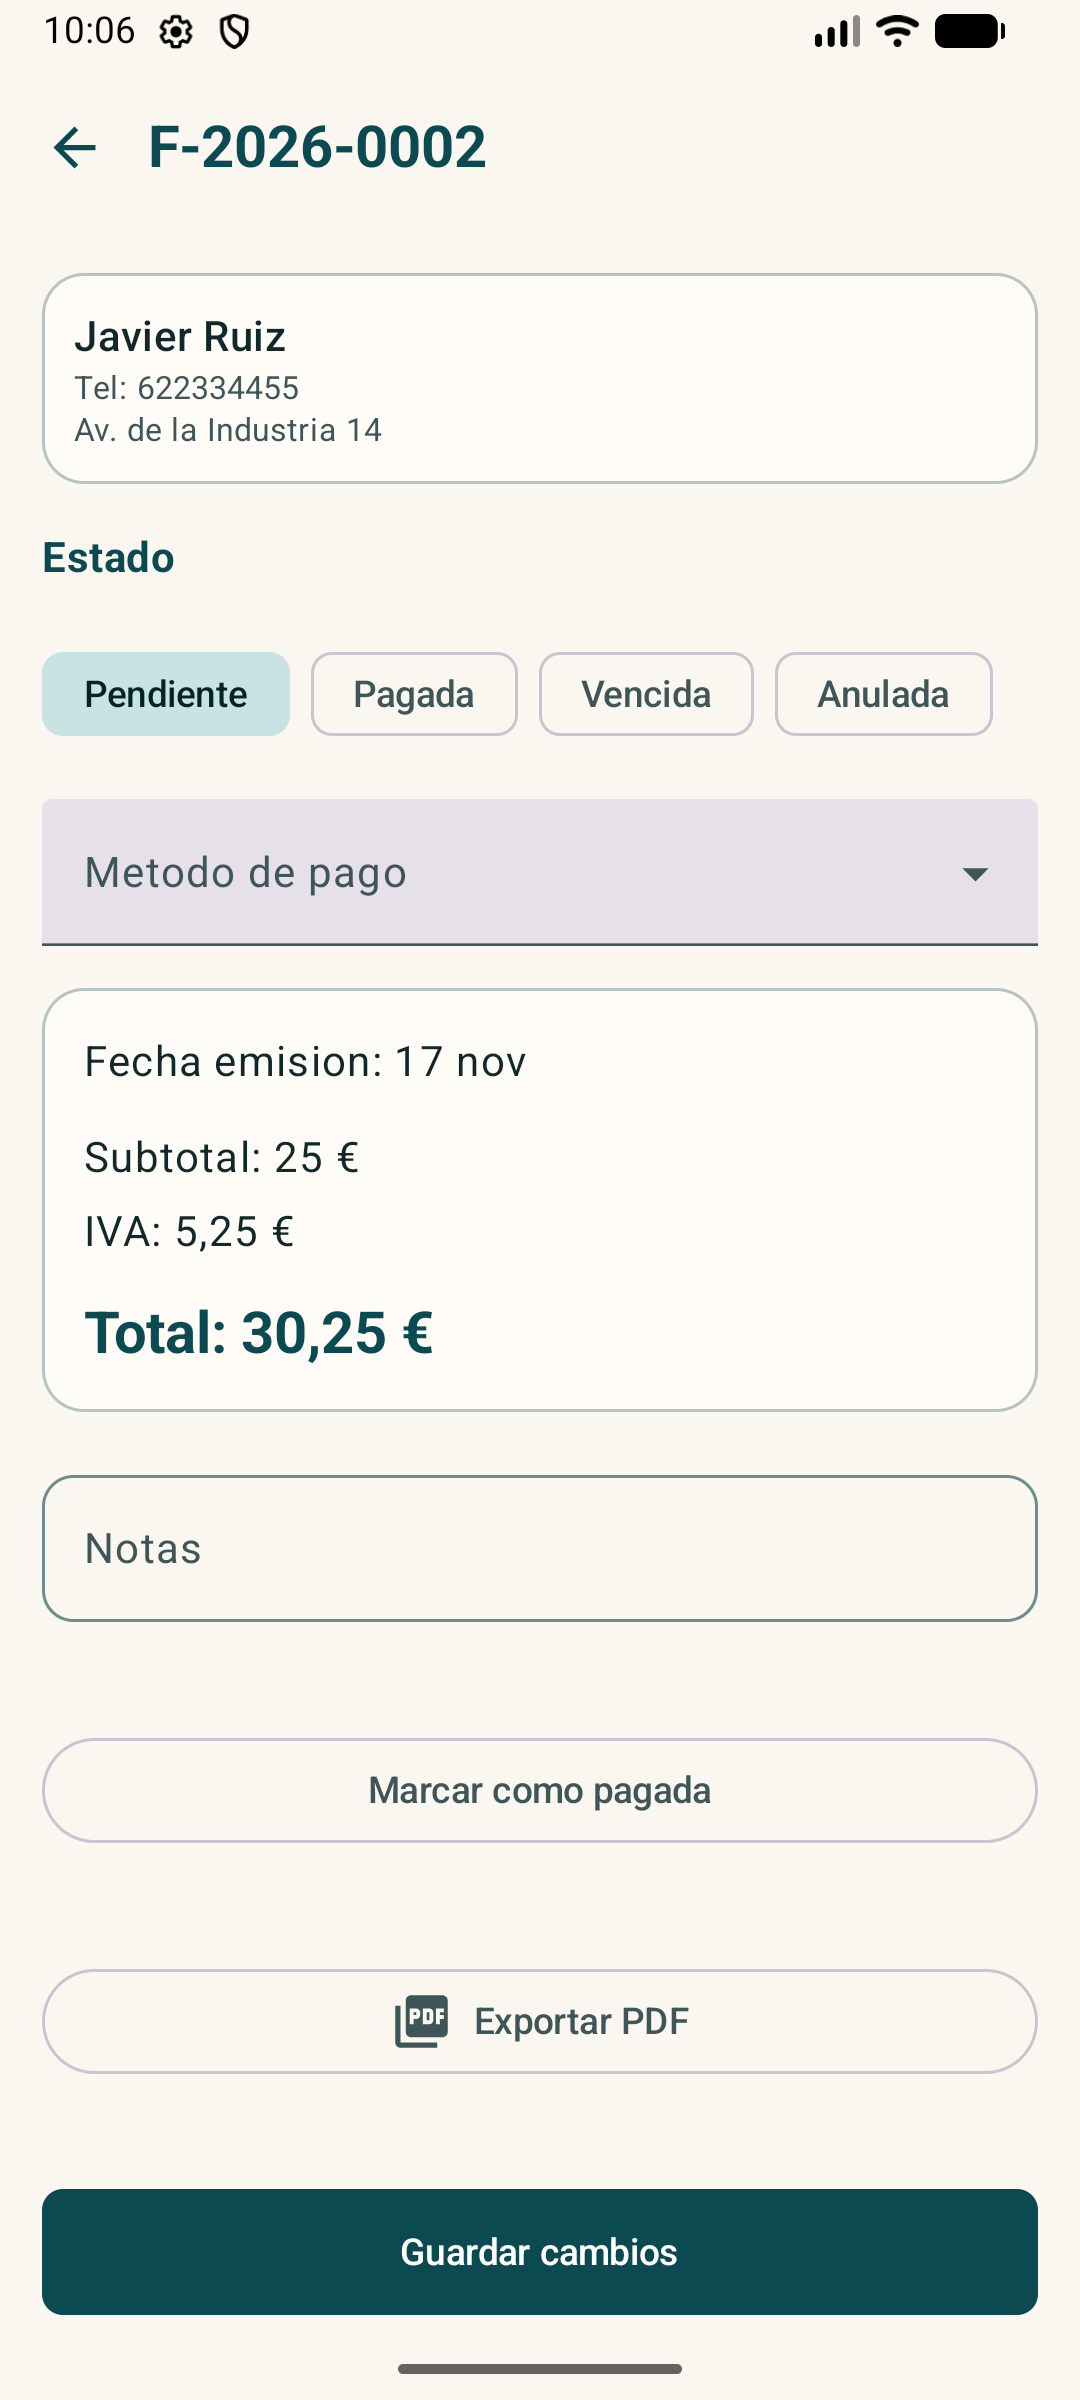 10:06
F-2026-0002
Javier Ruiz
Tel: 622334455
Av. de la Industria 14
Estado
Pendiente Pagada Vencida Anulada
Metodo de pago
Fecha emision: 17 nov
Subtotal: 25 €
IVA: 5,25 €
Total: 30,25 €
Notas
Marcar como pagada
PDF Exportar PDF
Guardar cambios